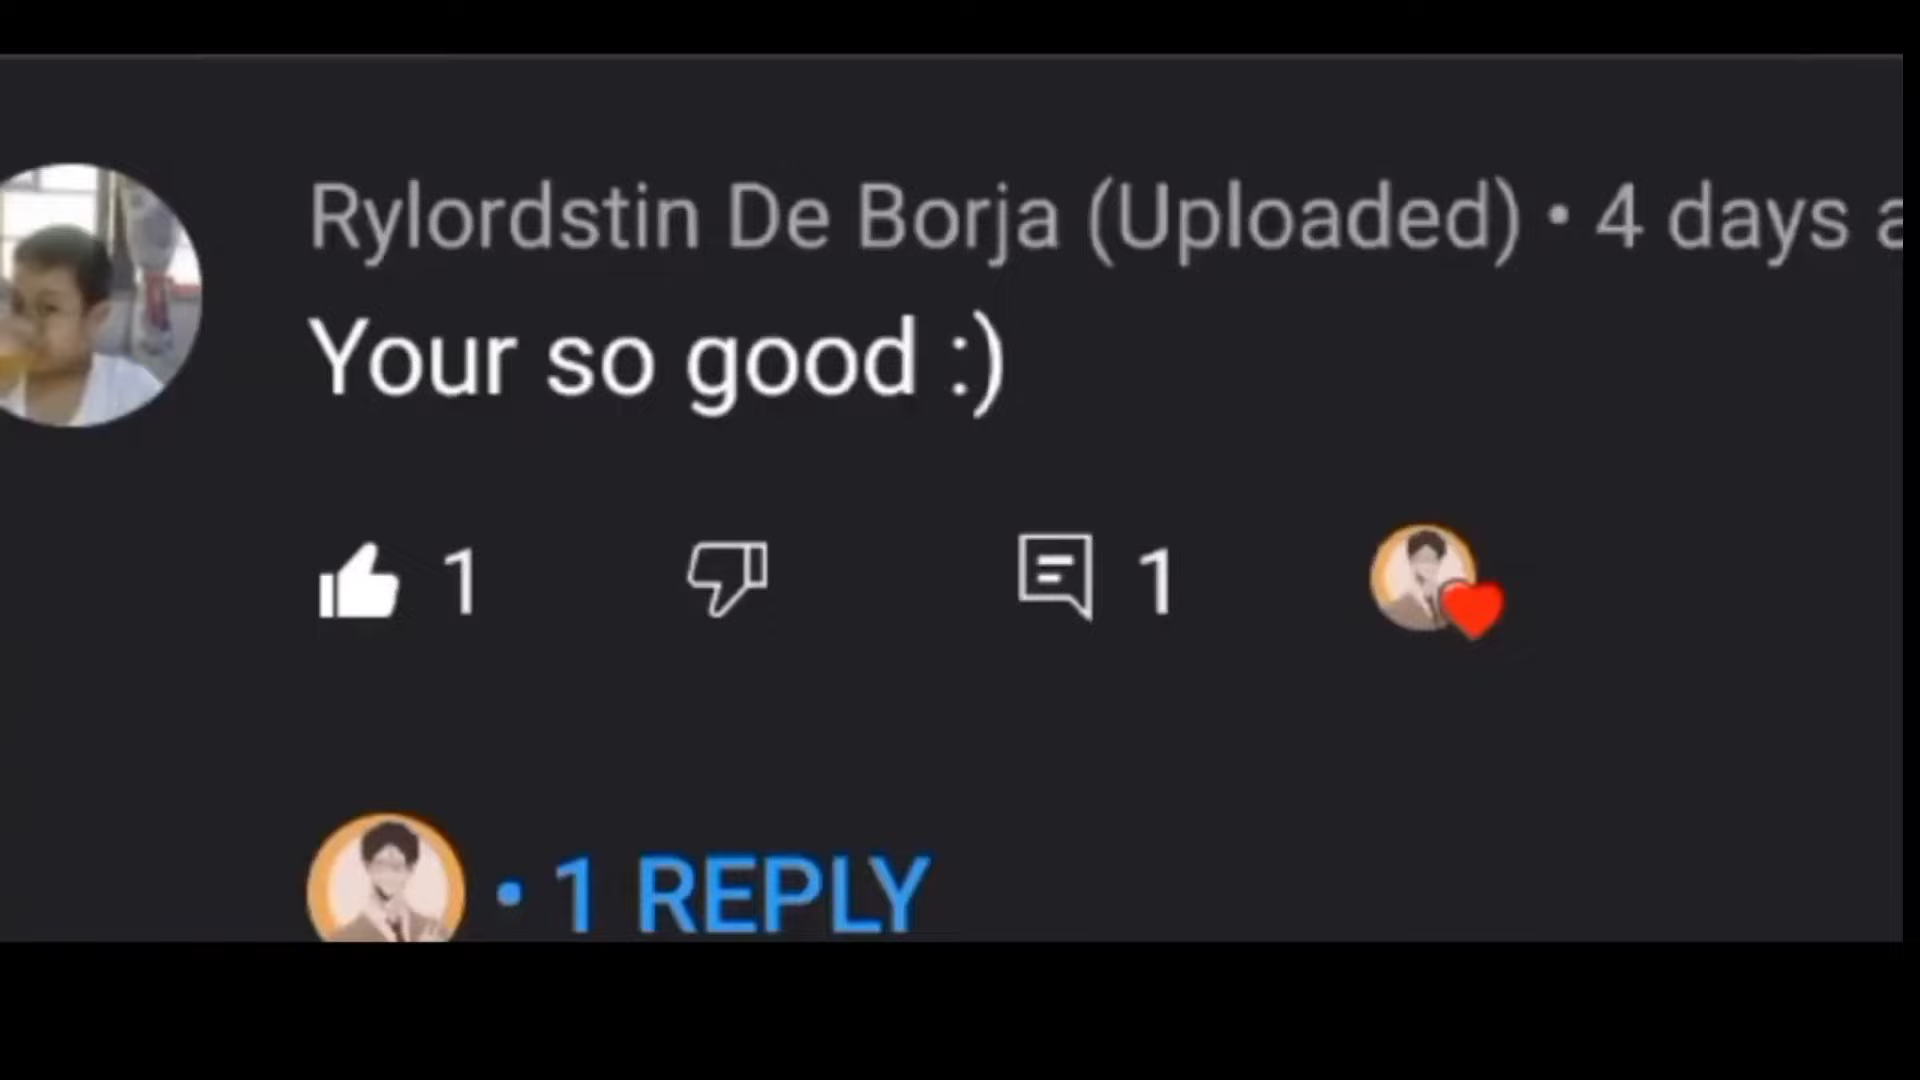 Rylordstin De Borja (Uploaded) • 4 days a
Your so good :)
1 1
• 1 REPLY